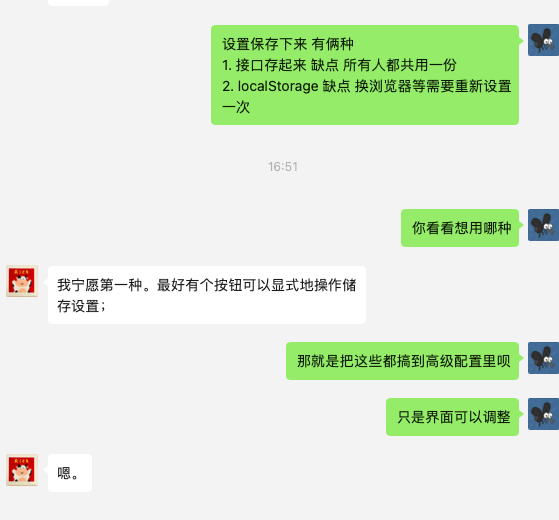 设置保存下来 有俩种
1. 接口存起来 缺点 所有人都共用一份
2. localStorage 缺点 换浏览器等需要重新设置
一次
16:51
你看看想用哪种
我宁愿第一种。最好有个按钮可以显式地操作储
存设置；
那就是把这些都搞到高级配置里呗
只是界面可以调整
嗯。